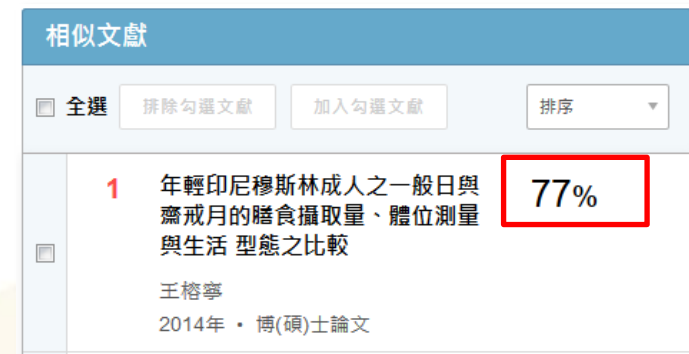 相似文獻
全選 排除勾選文獻 加入勾選文獻 排序
1 年輕印尼穆斯林成人之一般日與 77%
齋戒月的膳食攝取量、體位測量
與生活 型態之比較
王榕寧
2014年 • 博(碩)士論文